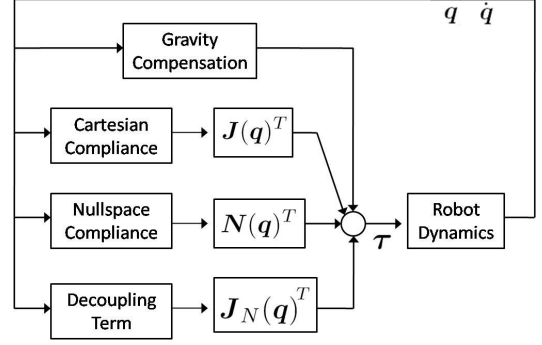 q q̇
Gravity
Compensation
Cartesian
Compliance
J(q)^T
Nullspace
Compliance
N(q)^T
τ
Robot
Dynamics
Decoupling
Term
J_N(q)^T